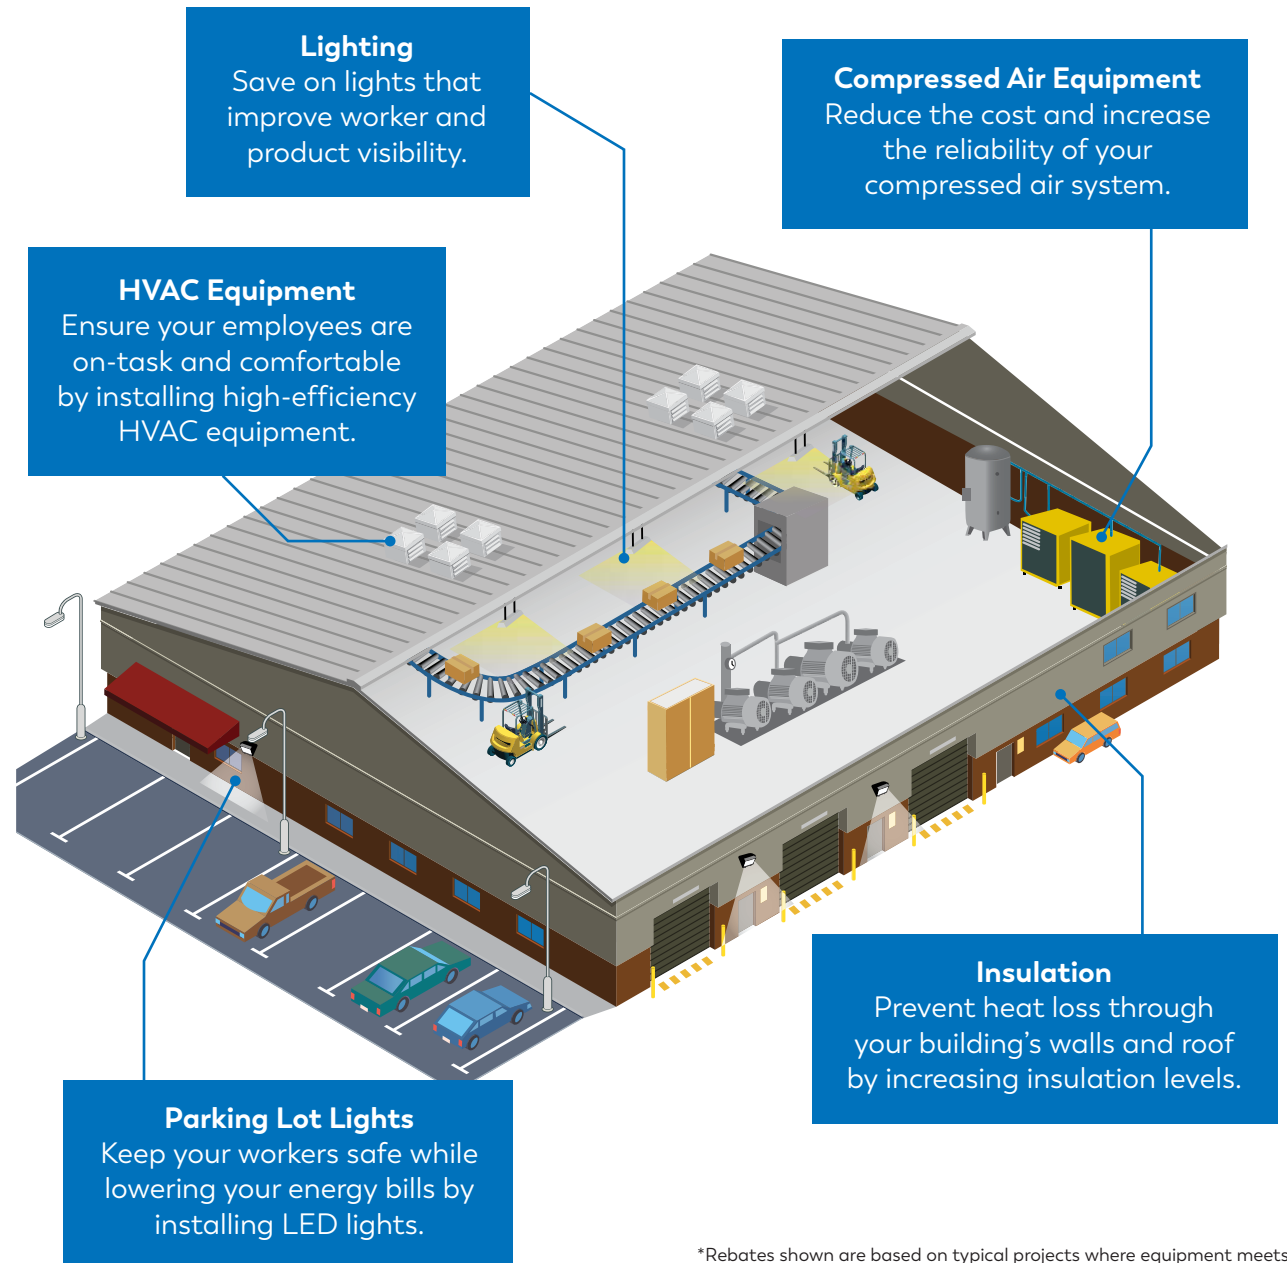 Lighting
Save on lights that
improve worker and
product visibility.
Compressed Air Equipment
Reduce the cost and increase
the reliability of your
compressed air system.
HVAC Equipment
Ensure your employees are
on-task and comfortable
by installing high-efficiency
HVAC equipment.
Insulation
Prevent heat loss through
your building’s walls and roof
by increasing insulation levels.
Parking Lot Lights
Keep your workers safe while
lowering your energy bills by
installing LED lights.
*Rebates shown are based on typical projects where equipment meets